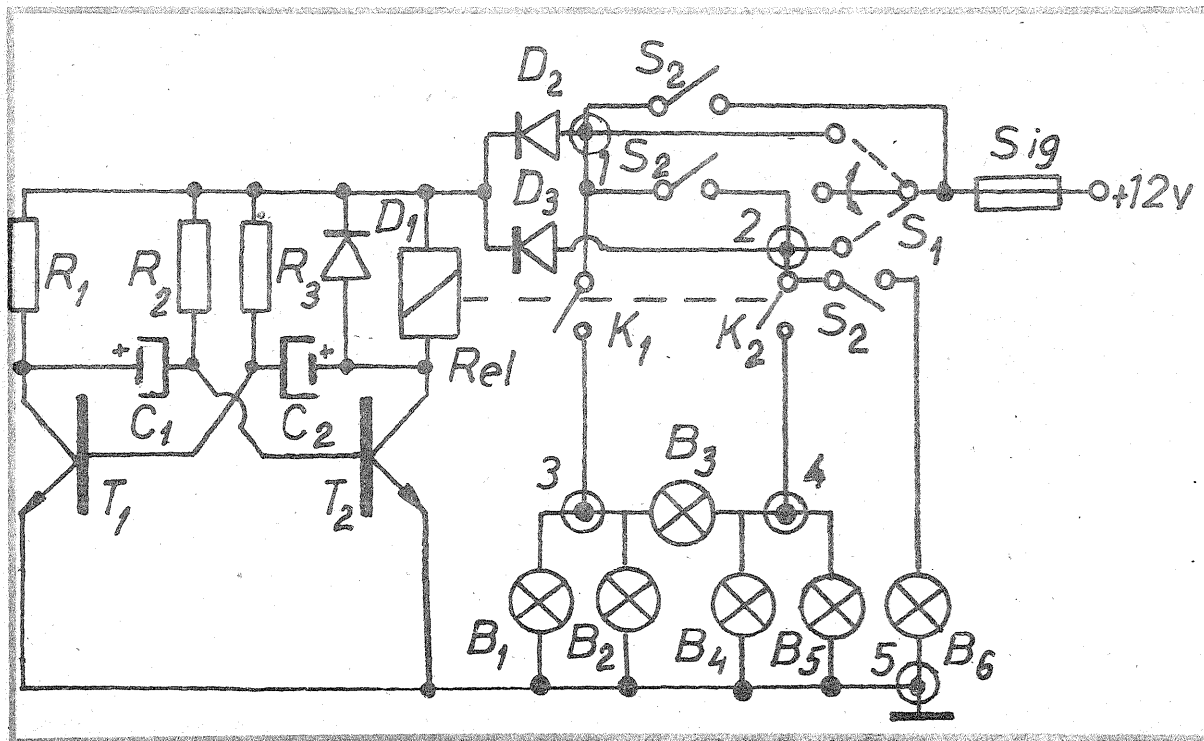 S2
D2
1
S2
Sig
+12v
D3
D1
2
S1
R1
R2
R3
S2
K1
K2
+
+
Rel
C1
C2
B3
3
4
T1
T2
B1
B2
B4
B5
5
B6